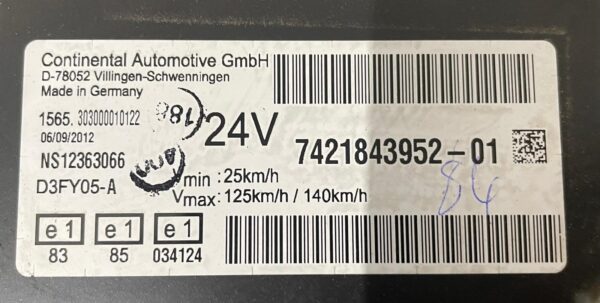 Continental Automotive GmbH
D-78052 Villingen-Schwenningen
Made in Germany
1565. 303000010122
06/09/2012
NS12363066
D3FY05-A
24V
7421843952-01
Vmin : 25km/h
Vmax: 125km/h / 140km/h
84
e1 e1 e1
83 85 034124